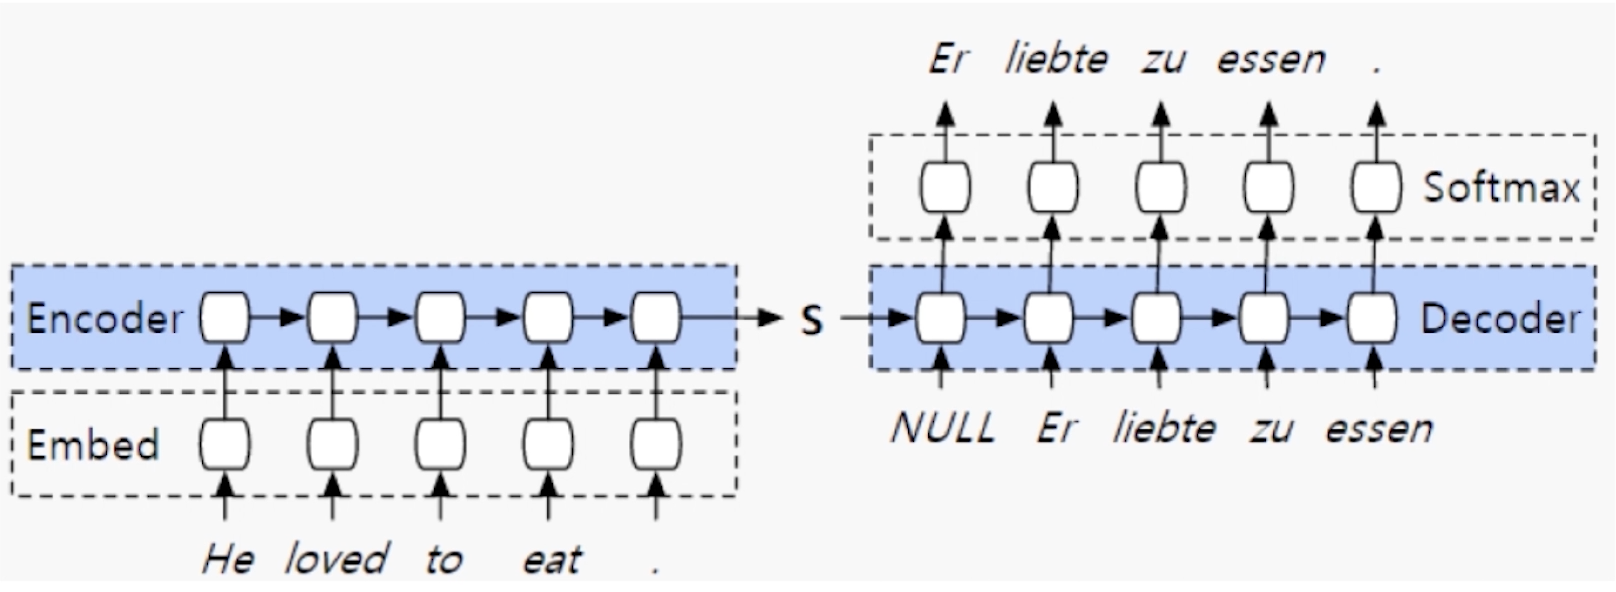 Er liebte zu essen .
Softmax
Encoder
S
Decoder
NULL Er liebte zu essen
Embed
He loved to eat .